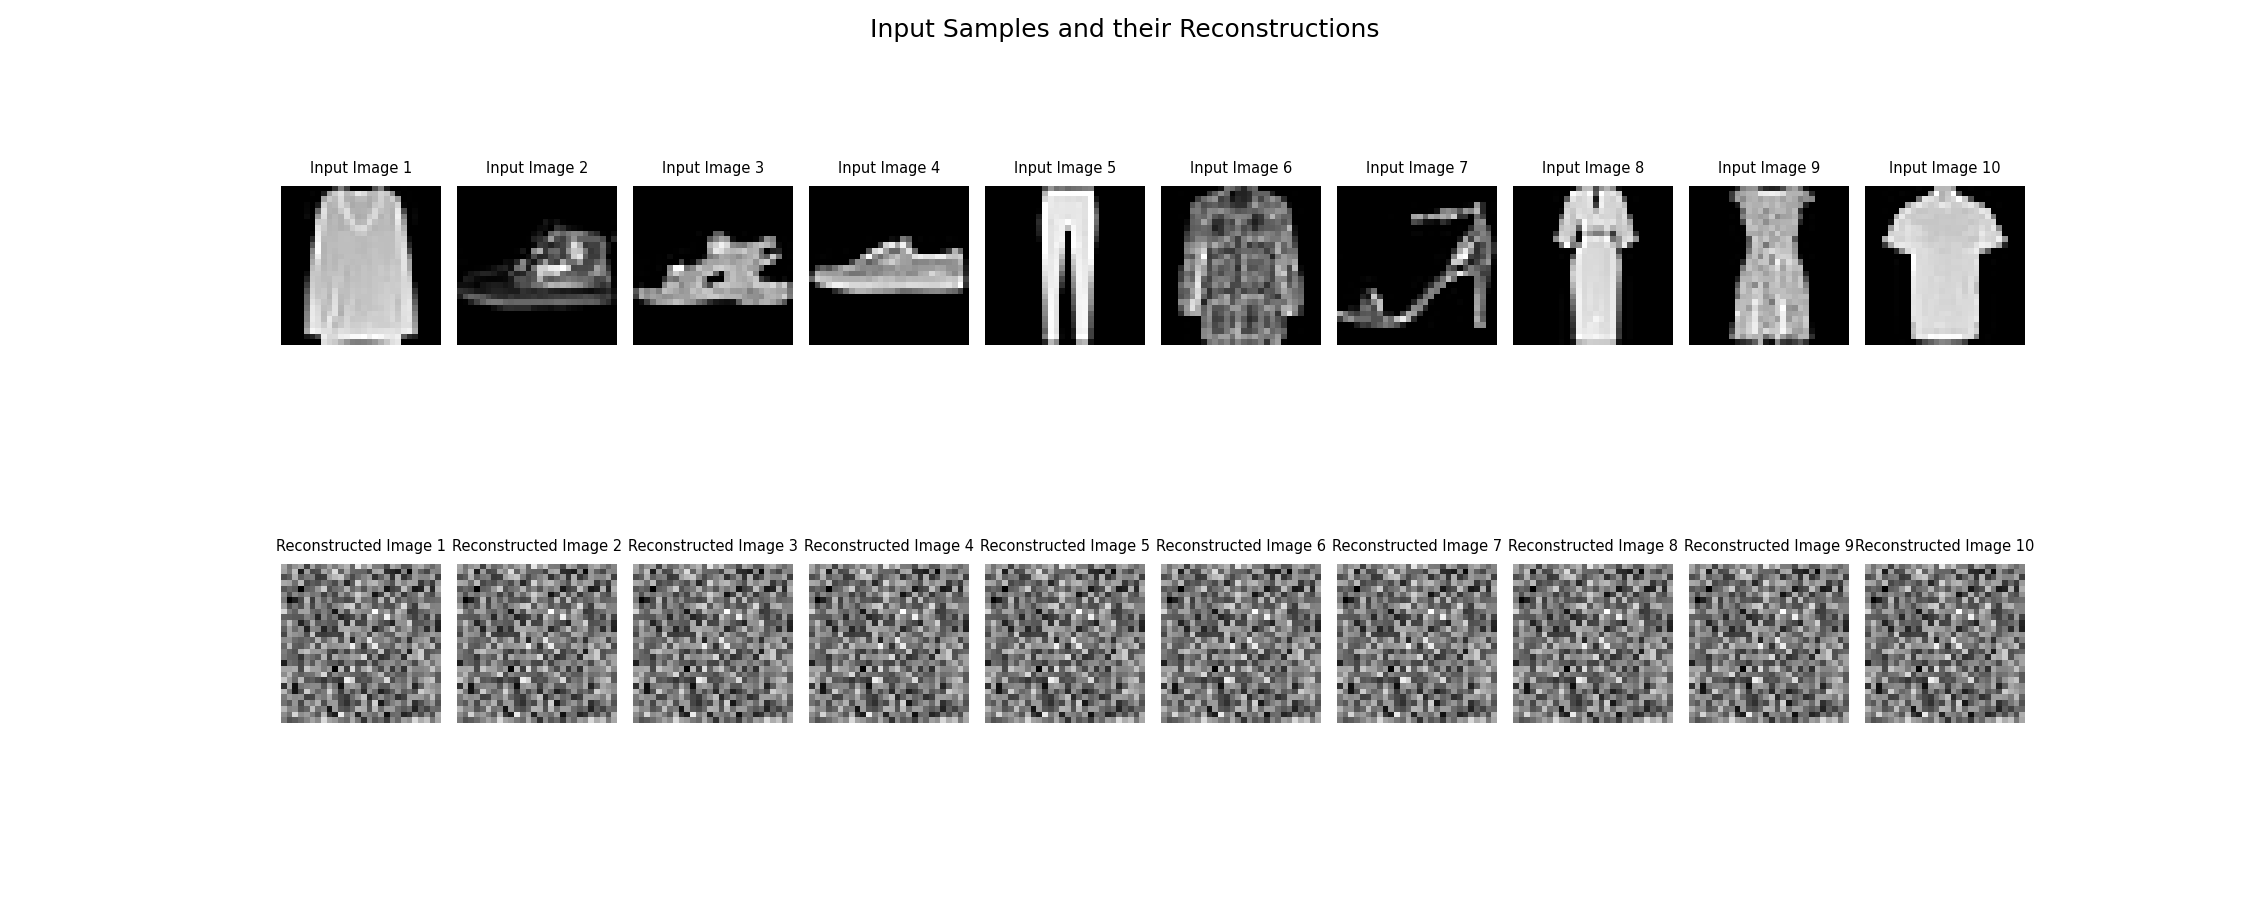 Input Samples and their Reconstructions
Input Image 1 Input Image 2 Input Image 3 Input Image 4 Input Image 5 Input Image 6 Input Image 7 Input Image 8 Input Image 9 Input Image 10
Reconstructed Image 1 Reconstructed Image 2 Reconstructed Image 3 Reconstructed Image 4 Reconstructed Image 5 Reconstructed Image 6 Reconstructed Image 7 Reconstructed Image 8 Reconstructed Image 9 Reconstructed Image 10